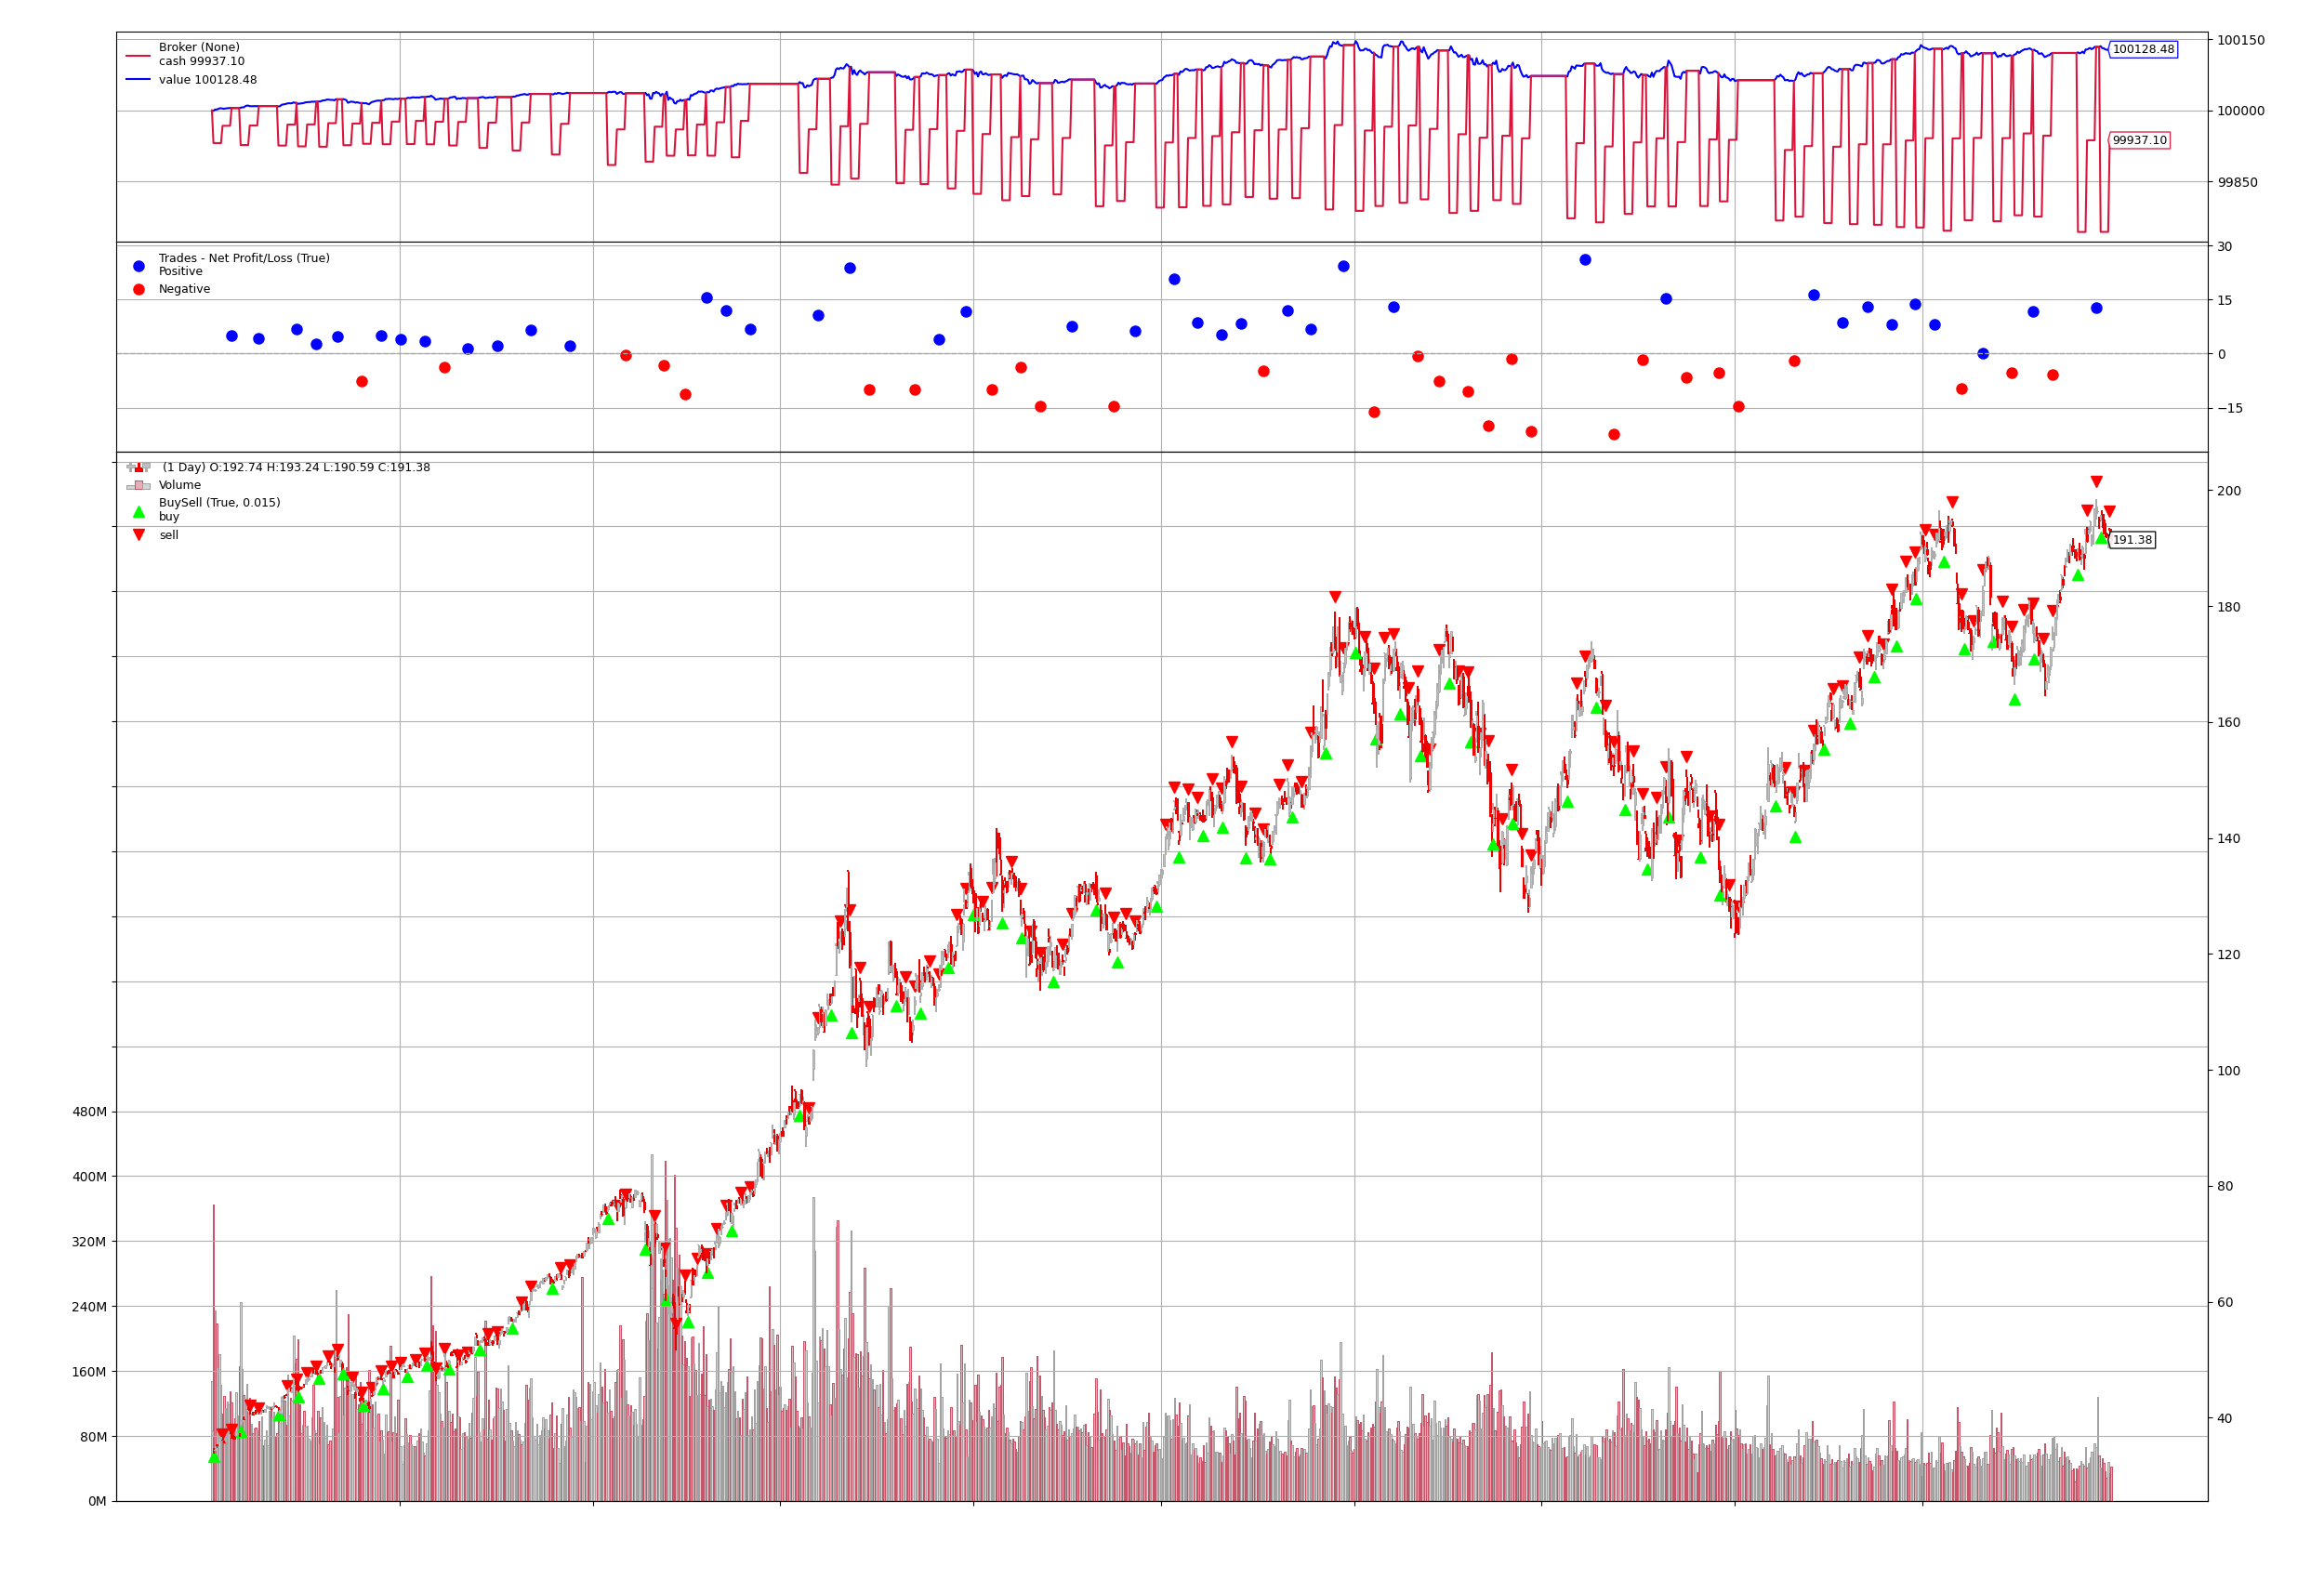 Broker (None)
cash 99937.10
value 100128.48
100150
100128.48
100000
99937.10
99850
Trades - Net Profit/Loss (True)
Positive
Negative
30
15
0
−15
(1 Day) O:192.74 H:193.24 L:190.59 C:191.38
Volume
BuySell (True, 0.015)
buy
sell
200
191.38
180
160
140
120
100
80
60
40
480M
400M
320M
240M
160M
80M
0M